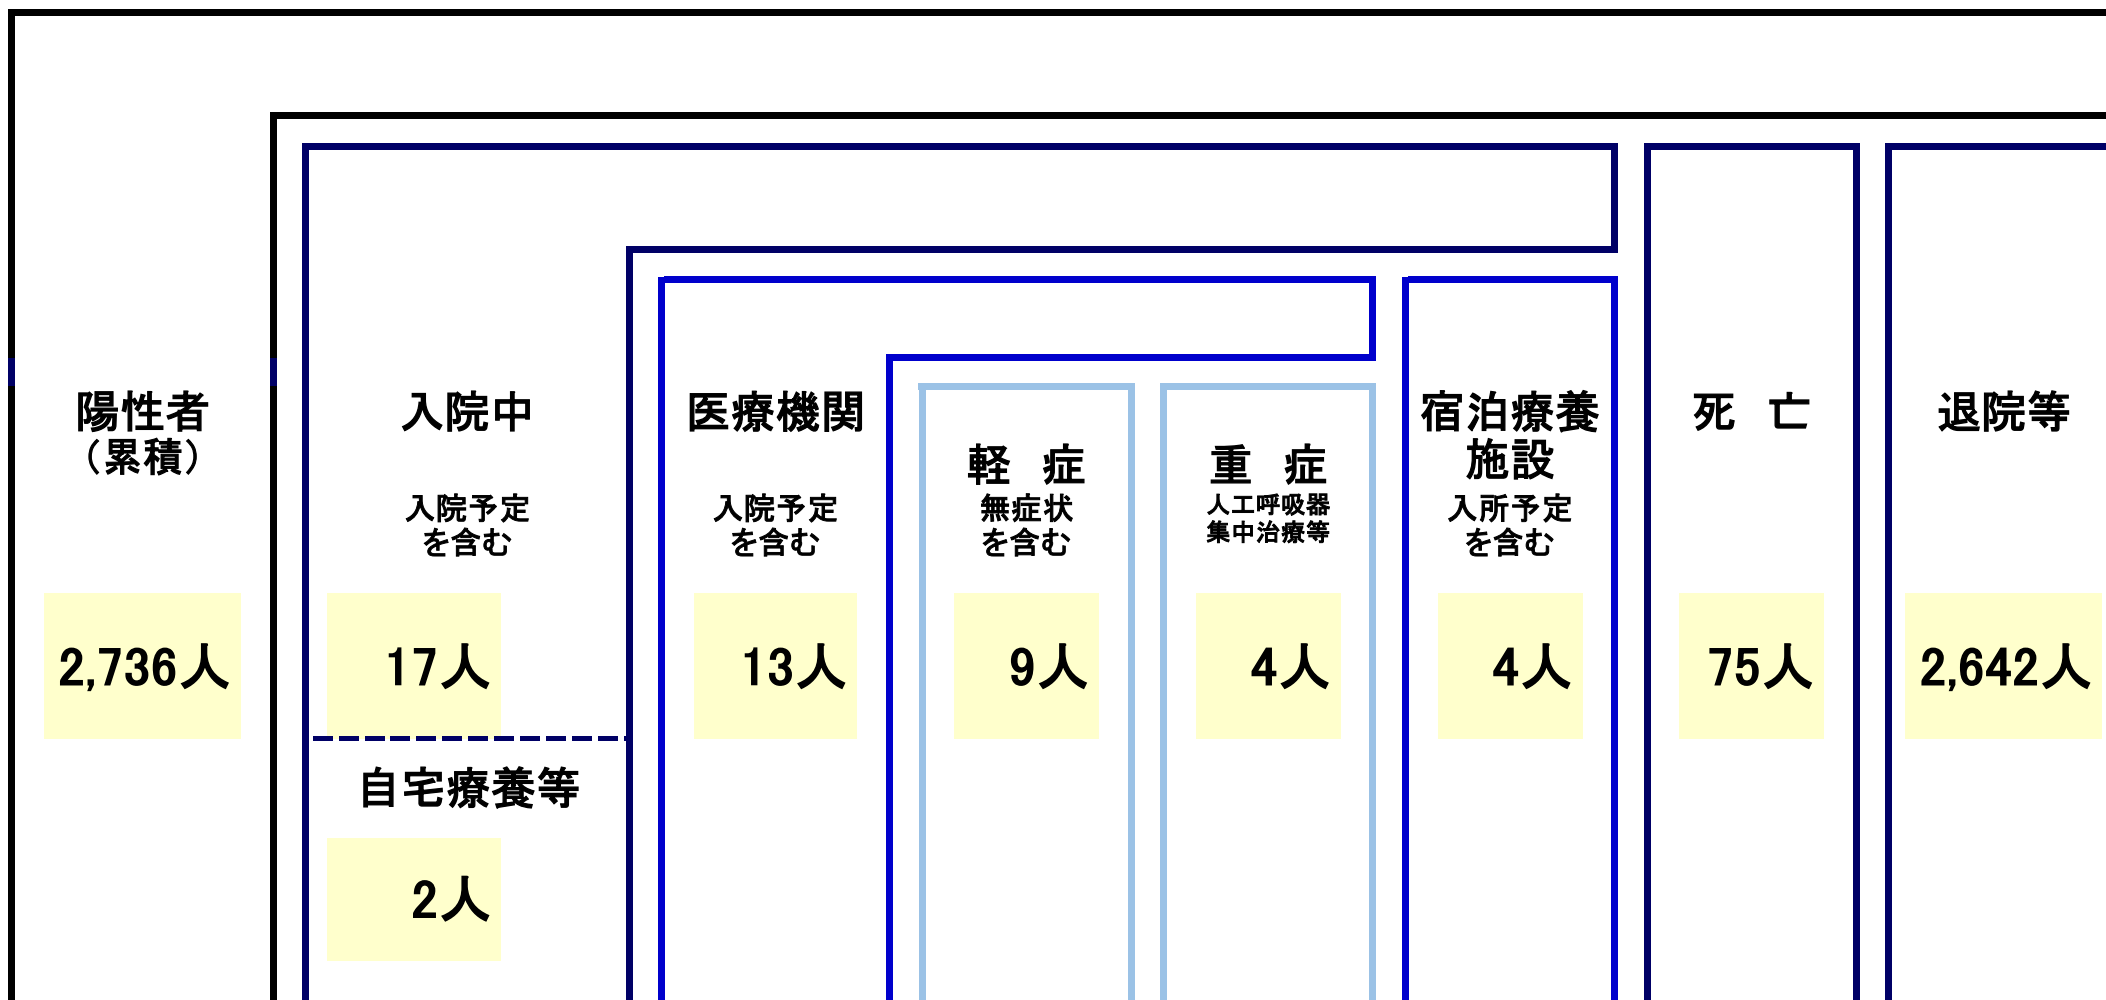 陽性者
（累積）
2,736人
入院中
入院予定
を含む
17人
自宅療養等
2人
医療機関
入院予定
を含む
13人
軽 症
無症状
を含む
9人
重 症
人工呼吸器
集中治療等
4人
宿泊療養
施設
入所予定
を含む
4人
死 亡
75人
退院等
2,642人